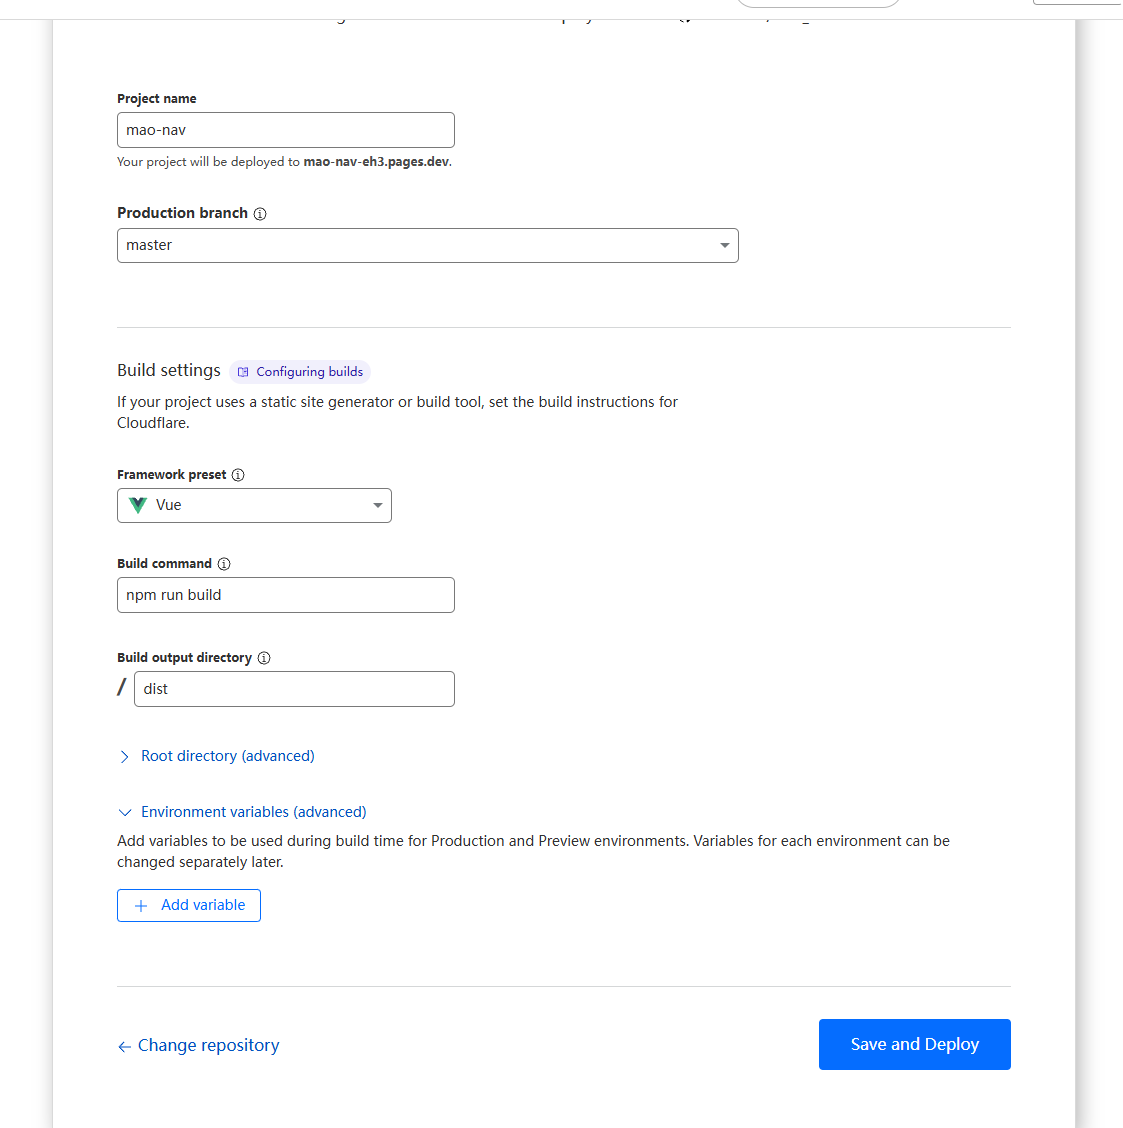 Project name
mao-nav
Your project will be deployed to mao-nav-eh3.pages.dev.
Production branch
master
Build settings Configuring builds
If your project uses a static site generator or build tool, set the build instructions for
Cloudflare.
Framework preset
Vue
Build command
npm run build
Build output directory
/ dist
Root directory (advanced)
Environment variables (advanced)
Add variables to be used during build time for Production and Preview environments. Variables for each environment can be
changed separately later.
+ Add variable
← Change repository
Save and Deploy